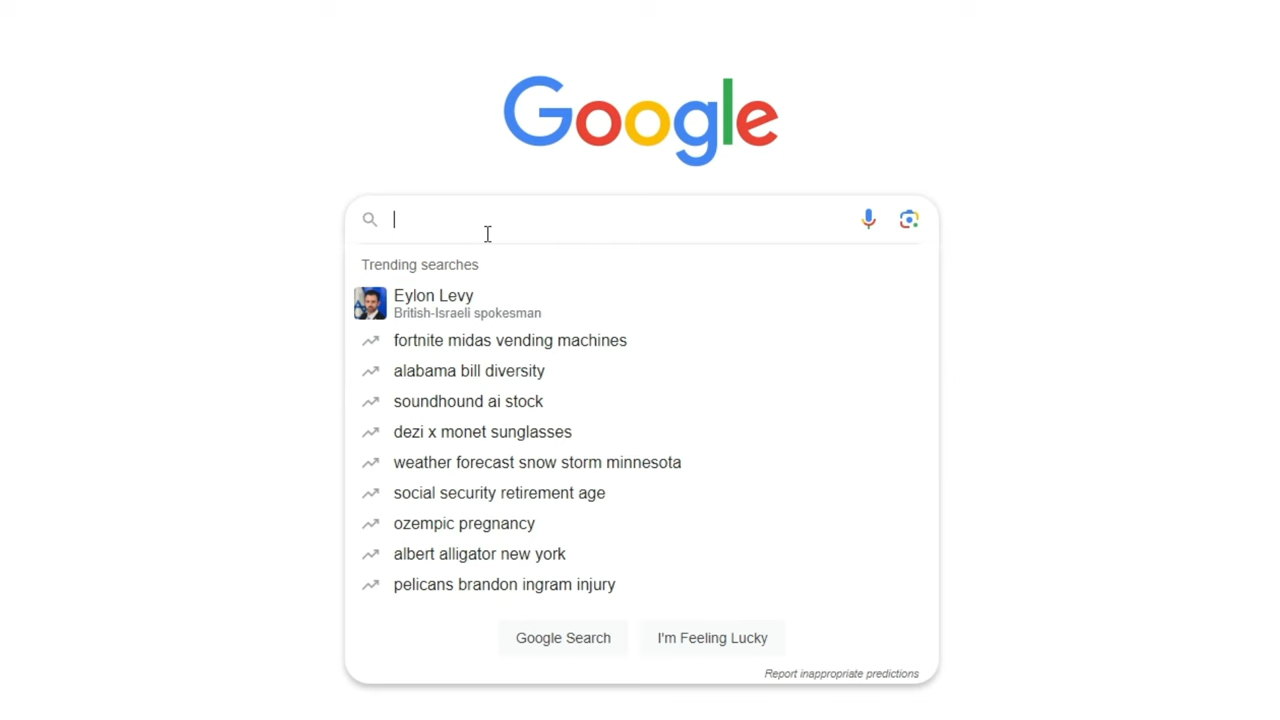 Google
Trending searches
Eylon Levy
British-Israeli spokesman
fortnite midas vending machines
alabama bill diversity
soundhound ai stock
dezi x monet sunglasses
weather forecast snow storm minnesota
social security retirement age
ozempic pregnancy
albert alligator new york
pelicans brandon ingram injury
Google Search I'm Feeling Lucky
Report inappropriate predictions